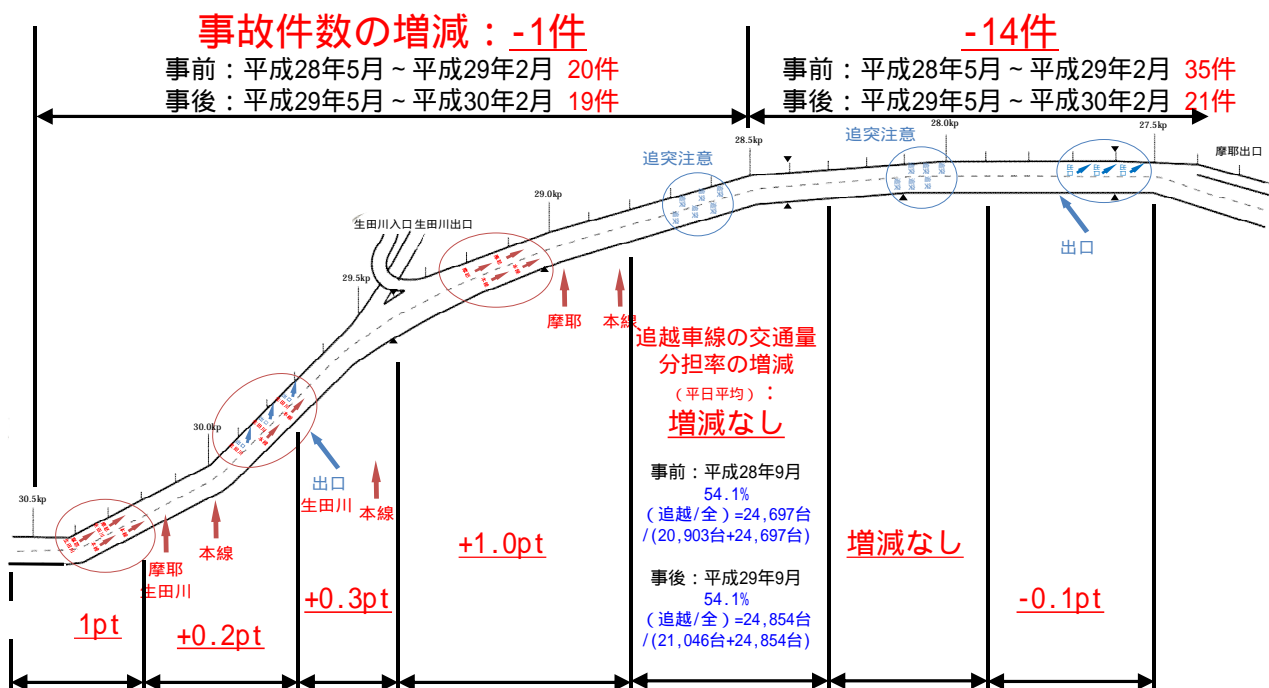 事故件数の増減：-1件
事前：平成28年5月～平成29年2月 20件
事後：平成29年5月～平成30年2月 19件
-14件
事前：平成28年5月～平成29年2月 35件
事後：平成29年5月～平成30年2月 21件
追突注意
28.5kp
追突注意
28.0kp
27.5kp
摩耶出口
出口
出口
出口
出口
生田川入口
生田川出口
29.0kp
29.5kp
摩耶
本線
30.0kp
出口
生田川
本線
30.5kp
摩耶
生田川
本線
追越車線の交通量
分担率の増減
（平日平均）：
増減なし
事前：平成28年9月
54.1%
(追越/全)=24,697台
/(20,903台+24,697台)
事後：平成29年9月
54.1%
(追越/全)=24,854台
/(21,046台+24,854台)
1pt
+0.2pt
+0.3pt
+1.0pt
増減なし
-0.1pt